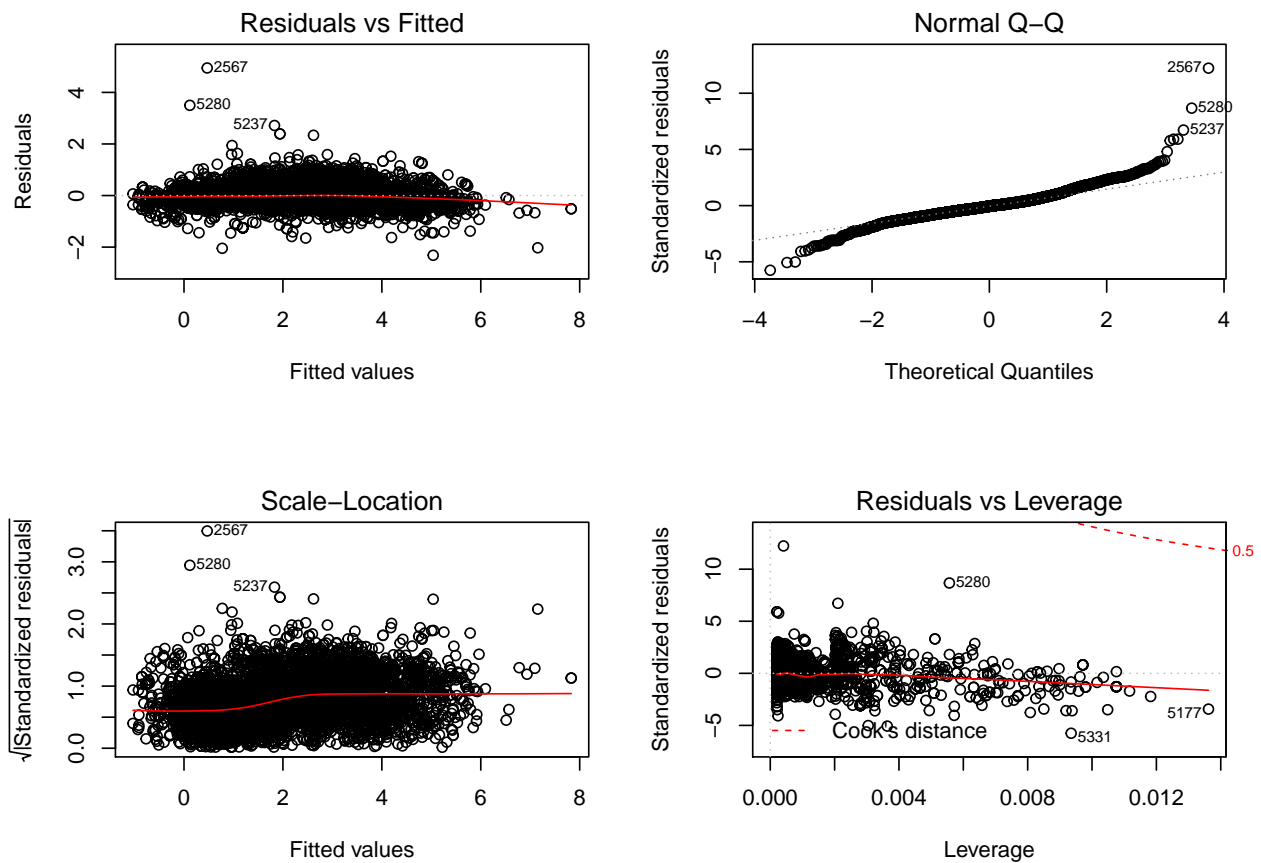 Residuals vs Fitted
Residuals
−2 0 2 4
2567
5280
5237
0 2 4 6 8
Fitted values
Normal Q−Q
Standardized residuals
−5 0 5 10
2567
5280
5237
−4 −2 0 2 4
Theoretical Quantiles
Scale−Location
√|Standardized residuals|
0.0 1.0 2.0 3.0
2567
5280
5237
0 2 4 6 8
Fitted values
Residuals vs Leverage
Standardized residuals
−5 0 5 10
0.5
5280
5177
Cook's distance
5331
0.000 0.004 0.008 0.012
Leverage